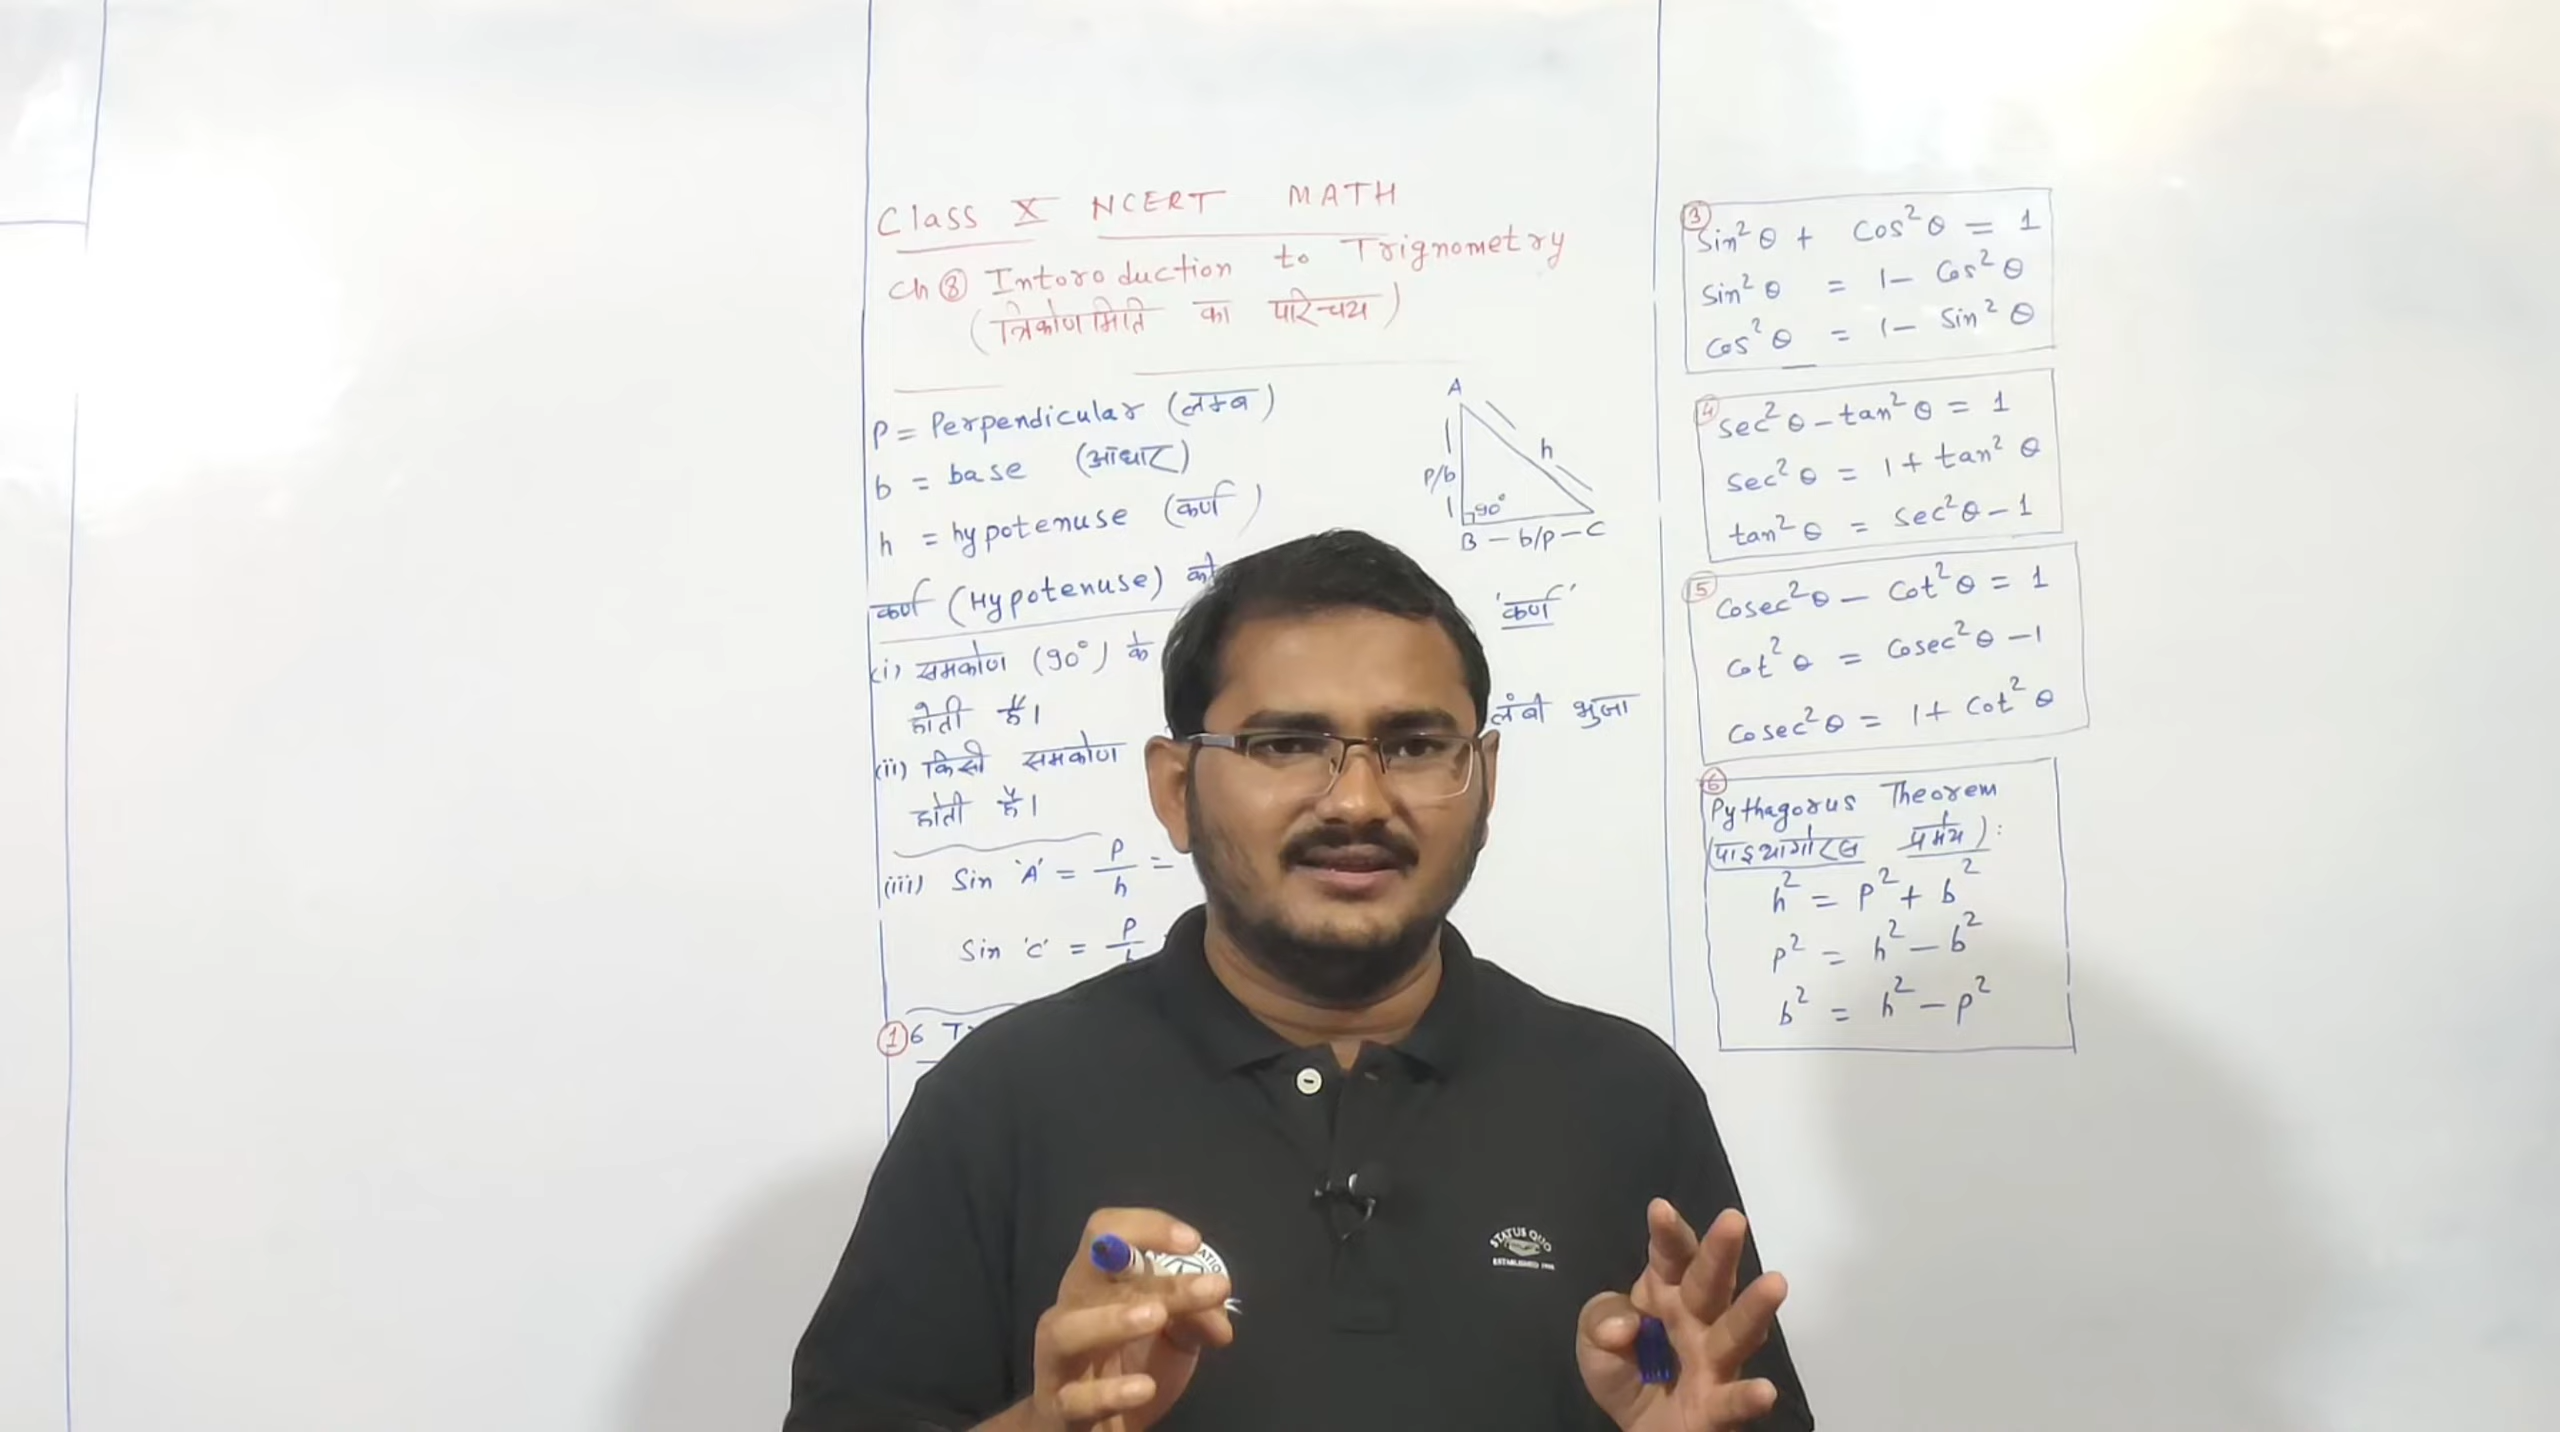 Class X NCERT MATH
Ch 8 Intoroduction to Trignometry
(त्रिकोणमिति का परिचय)
P = Perpendicular (लम्ब)
b = base (आधार)
h = hypotenuse (कर्ण)
कर्ण (Hypotenuse) को
'कर्ण'
(i) समकोण (90°) के
होती है।
लंबी भुजा
(ii) किसी समकोण
होती है।
(iii) Sin 'A' = P/h =
Sin 'C' = P/
1 6
A
h
P/b
90°
B – b/p – C
3
Sin²θ + Cos²θ = 1
Sin²θ = 1 – Cos²θ
Cos²θ = 1 – Sin²θ
4
Sec²θ – tan²θ = 1
Sec²θ = 1 + tan²θ
tan²θ = Sec²θ – 1
5
Cosec²θ – Cot²θ = 1
Cot²θ = Cosec²θ – 1
Cosec²θ = 1 + Cot²θ
6
Pythagorus Theorem
(पाइथागोरस प्रमेय) :
h² = P² + b²
P² = h² – b²
b² = h² – P²
STATUS QUO
ESTABLISHED